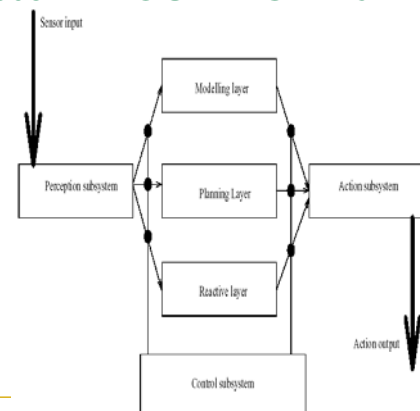 Sensor input
Modelling layer
Perception subsystem
Planning Layer
Action subsystem
Reactive layer
Action output
Control subsystem